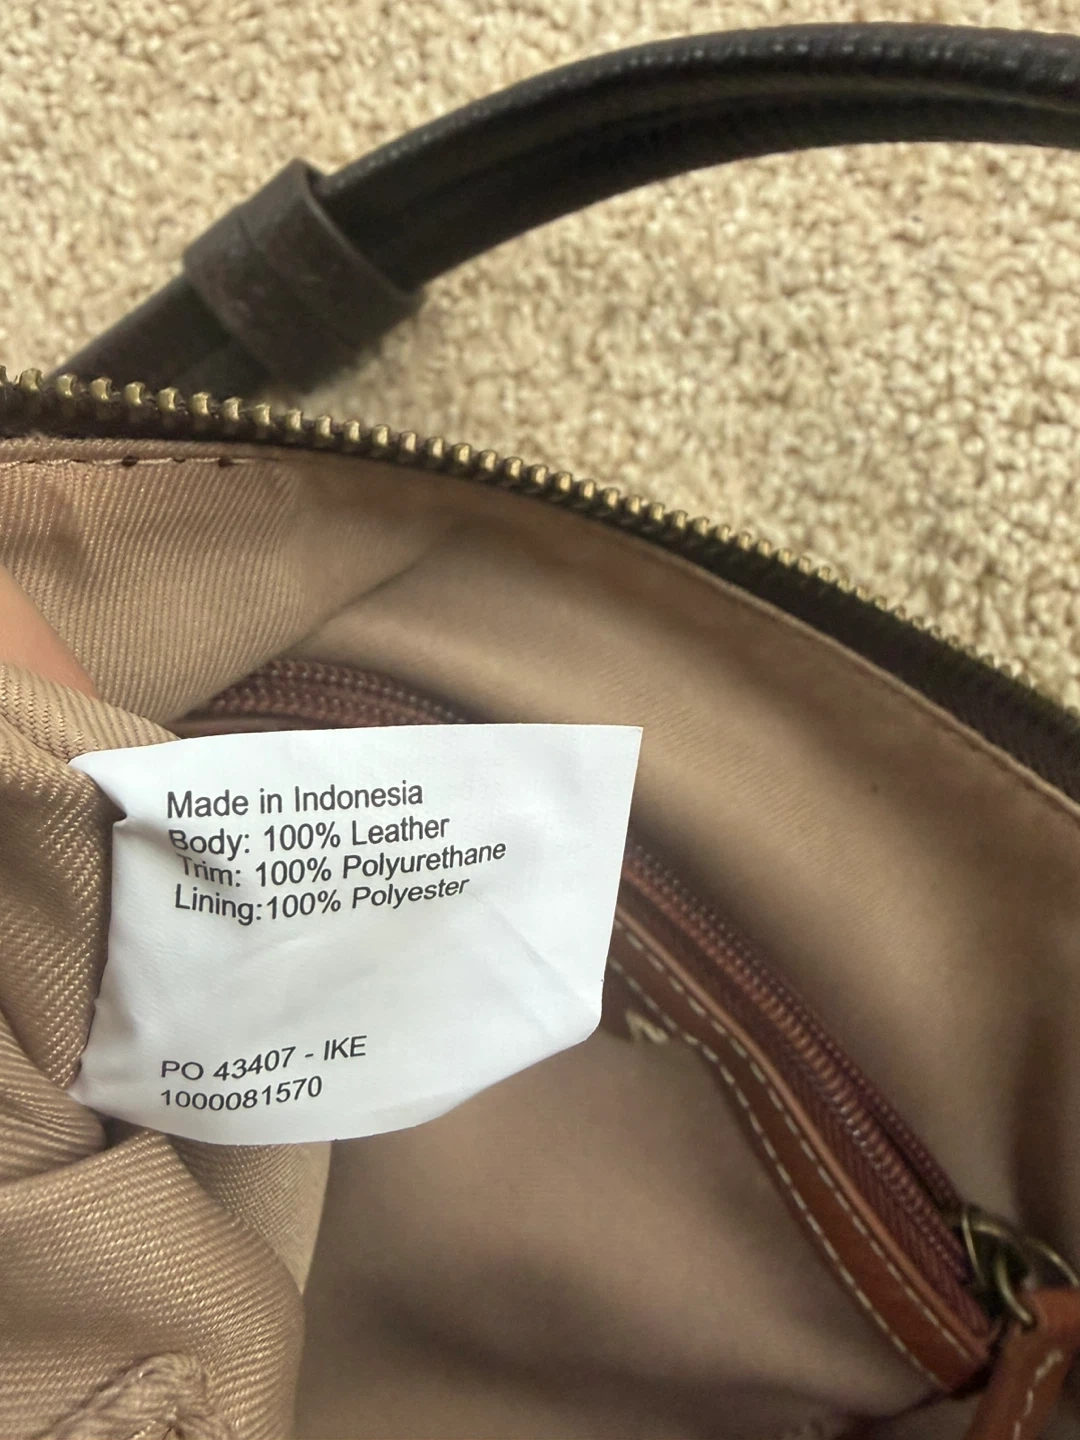 Made in Indonesia
Body: 100% Leather
Trim: 100% Polyurethane
Lining:100% Polyester
PO 43407 - IKE
1000081570